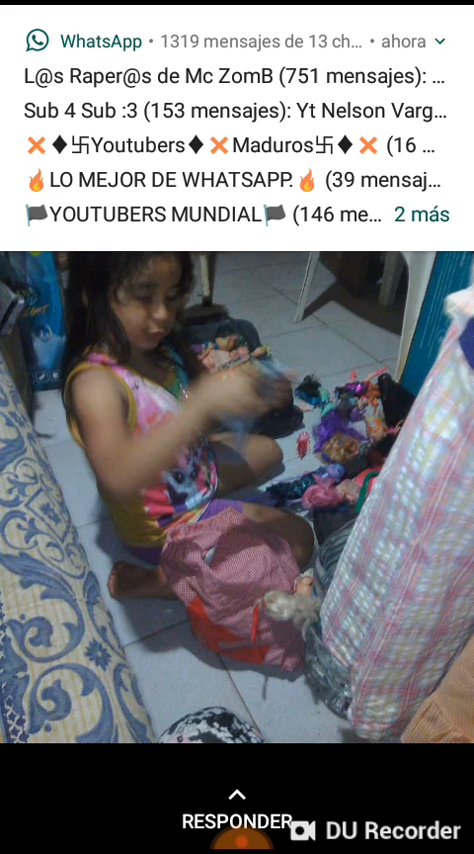 WhatsApp • 1319 mensajes de 13 ch... • ahora
L@s Raper@s de Mc ZomB (751 mensajes): ...
Sub 4 Sub :3 (153 mensajes): Yt Nelson Varg...
❌♦卐Youtubers♦❌Maduros卐♦❌ (16 ...
🔥LO MEJOR DE WHATSAPP.🔥 (39 mensaj...
🏴YOUTUBERS MUNDIAL🏴 (146 me... 2 más
RESPONDER
DU Recorder